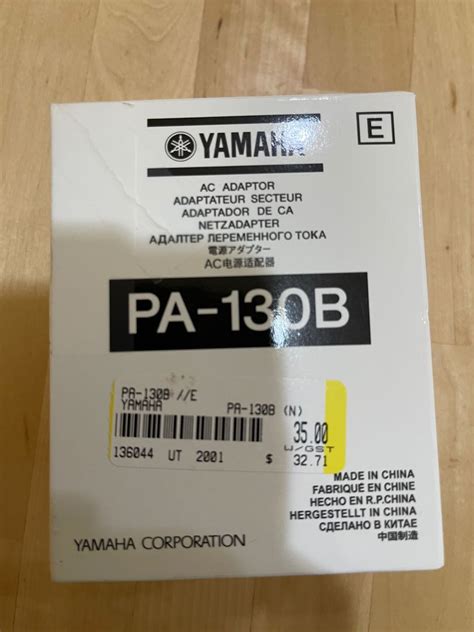 YAMAHA
E
AC ADAPTOR
ADAPTATEUR SECTEUR
ADAPTADOR DE CA
NETZADAPTER
АДАПТЕР ПЕРЕМЕННОГО ТОКА
電源アダプター
AC电源适配器
PA-130B
PA-130B //E
YAMAHA PA-130B (N)
35.00
W/GST
136044 UT 2001 $ 32.71
MADE IN CHINA
FABRIQUÉ EN CHINE
HECHO EN R.P.CHINA
HERGESTELLT IN CHINA
СДЕЛАНО В КИТАЕ
中国制造
YAMAHA CORPORATION